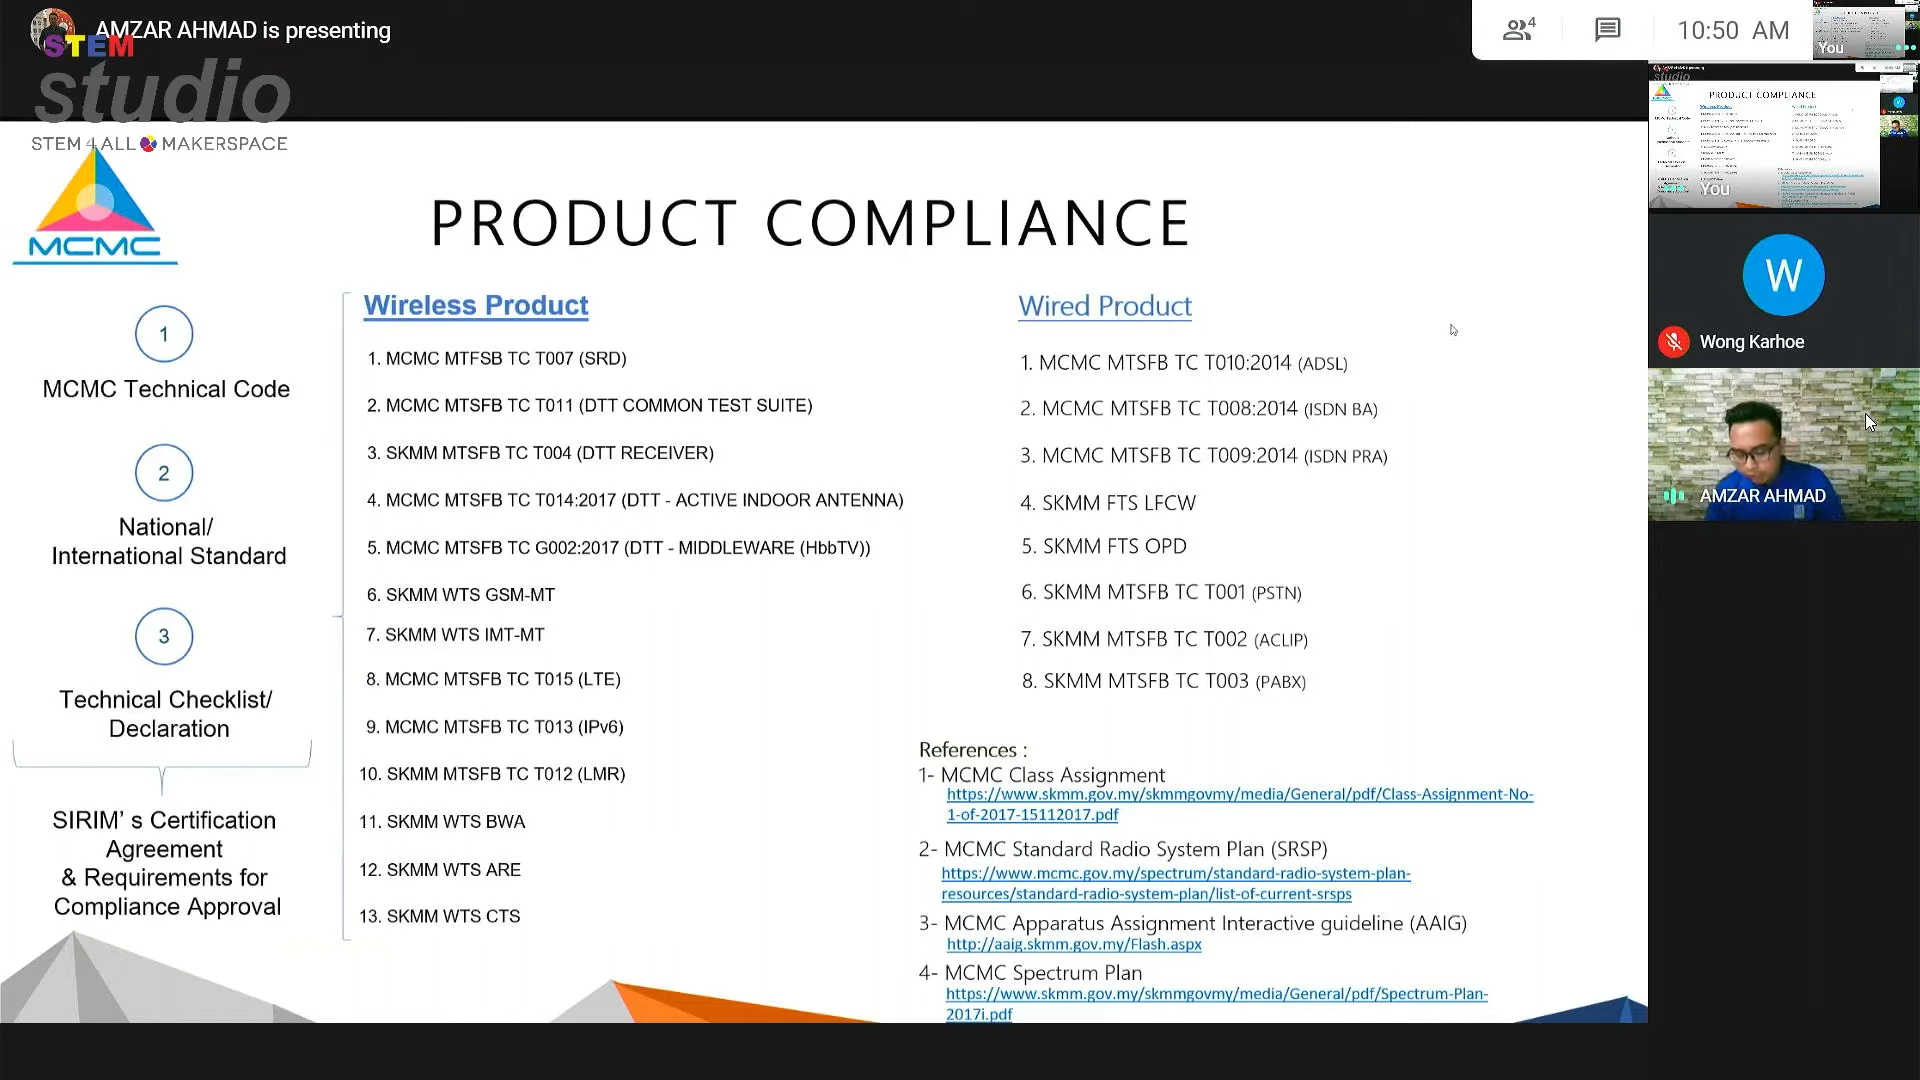 AMZAR AHMAD is presenting
STEM
studio
STEM 4 ALL MAKERSPACE
4
10:50 AM
You
MCMC
PRODUCT COMPLIANCE
1
MCMC Technical Code
2
National/
International Standard
3
Technical Checklist/
Declaration
SIRIM' s Certification
Agreement
& Requirements for
Compliance Approval
Wireless Product
1. MCMC MTFSB TC T007 (SRD)
2. MCMC MTSFB TC T011 (DTT COMMON TEST SUITE)
3. SKMM MTSFB TC T004 (DTT RECEIVER)
4. MCMC MTSFB TC T014:2017 (DTT - ACTIVE INDOOR ANTENNA)
5. MCMC MTSFB TC G002:2017 (DTT - MIDDLEWARE (HbbTV))
6. SKMM WTS GSM-MT
7. SKMM WTS IMT-MT
8. MCMC MTSFB TC T015 (LTE)
9. MCMC MTSFB TC T013 (IPv6)
10. SKMM MTSFB TC T012 (LMR)
11. SKMM WTS BWA
12. SKMM WTS ARE
13. SKMM WTS CTS
Wired Product
1. MCMC MTSFB TC T010:2014 (ADSL)
2. MCMC MTSFB TC T008:2014 (ISDN BA)
3. MCMC MTSFB TC T009:2014 (ISDN PRA)
4. SKMM FTS LFCW
5. SKMM FTS OPD
6. SKMM MTSFB TC T001 (PSTN)
7. SKMM MTSFB TC T002 (ACLIP)
8. SKMM MTSFB TC T003 (PABX)
References :
1- MCMC Class Assignment
https://www.skmm.gov.my/skmmgovmy/media/General/pdf/Class-Assignment-No-
1-of-2017-15112017.pdf
2- MCMC Standard Radio System Plan (SRSP)
https://www.mcmc.gov.my/spectrum/standard-radio-system-plan-
resources/standard-radio-system-plan/list-of-current-srsps
3- MCMC Apparatus Assignment Interactive guideline (AAIG)
http://aaig.skmm.gov.my/Flash.aspx
4- MCMC Spectrum Plan
https://www.skmm.gov.my/skmmgovmy/media/General/pdf/Spectrum-Plan-
2017i.pdf
PRODUCT COMPLIANCE
Wireless Product
Wired Product
You
W
Wong Karhoe
AMZAR AHMAD